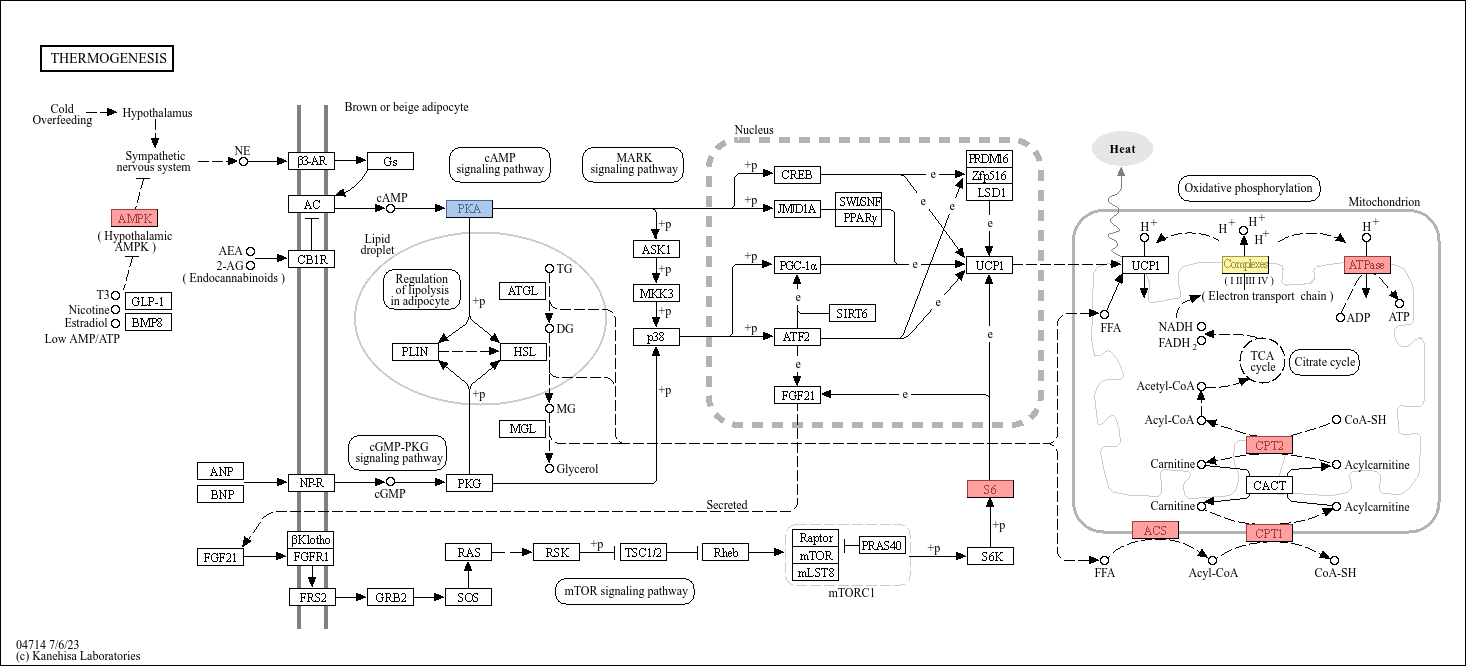 THERMOGENESIS
Cold
Overfeeding
Hypothalamus
Sympathetic
nervous system
NE
AMPK
( Hypothalamic
AMPK )
T3
Nicotine
Estradiol
Low AMP/ATP
GLP-1
BMP8
AEA
2-AG
( Endocannabinoids )
Brown or beige adipocyte
β3-AR
Gs
AC
cAMP
CB1R
cAMP
signaling pathway
MARK
signaling pathway
PKA
Lipid
droplet
Regulation
of lipolysis
in adipocyte
+p
ATGL
TG
DG
PLIN
HSL
+p
MG
MGL
Glycerol
cGMP-PKG
signaling pathway
ANP
BNP
NP-R
cGMP
PKG
+p
ASK1
+p
MKK3
+p
p38
+p
Nucleus
+p
+p
+p
+p
CREB
JMJD1A
SWI/SNF
PPARγ
PGC-1α
SIRT6
ATF2
e
FGF21
e
e
e
e
e
PRDM16
Zfp516
LSD1
e
UCP1
e
e
Secreted
FGF21
βKlotho
FGFR1
FRS2
GRB2
SOS
RAS
RSK
+p
TSC1/2
Rheb
mTOR signaling pathway
Raptor
mTOR
mLST8
PRAS40
mTORC1
+p
S6K
+p
S6
Heat
Oxidative phosphorylation
Mitochondrion
H+
UCP1
H+
H+
H+
Complexes
( I II III IV )
( Electron transport chain )
H+
ATPase
ADP
ATP
FFA
NADH
FADH2
TCA
cycle
Citrate cycle
Acetyl-CoA
Acyl-CoA
CoA-SH
CPT2
Carnitine
Acylcarnitine
CACT
Carnitine
Acylcarnitine
ACS
CPT1
FFA
Acyl-CoA
CoA-SH
04714 7/6/23
(c) Kanehisa Laboratories